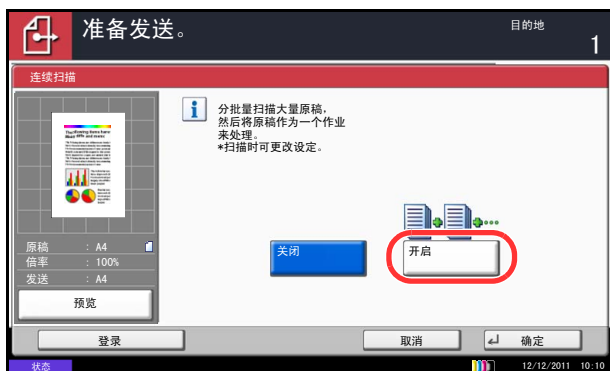 准备发送。
目的地
1
连续扫描
分批量扫描大量原稿,
然后将原稿作为一个作业
来处理。
*扫描时可更改设定。
原稿 : A4
倍率 : 100%
发送 : A4
预览
关闭
开启
登录
取消
确定
状态
12/12/2011 10:10